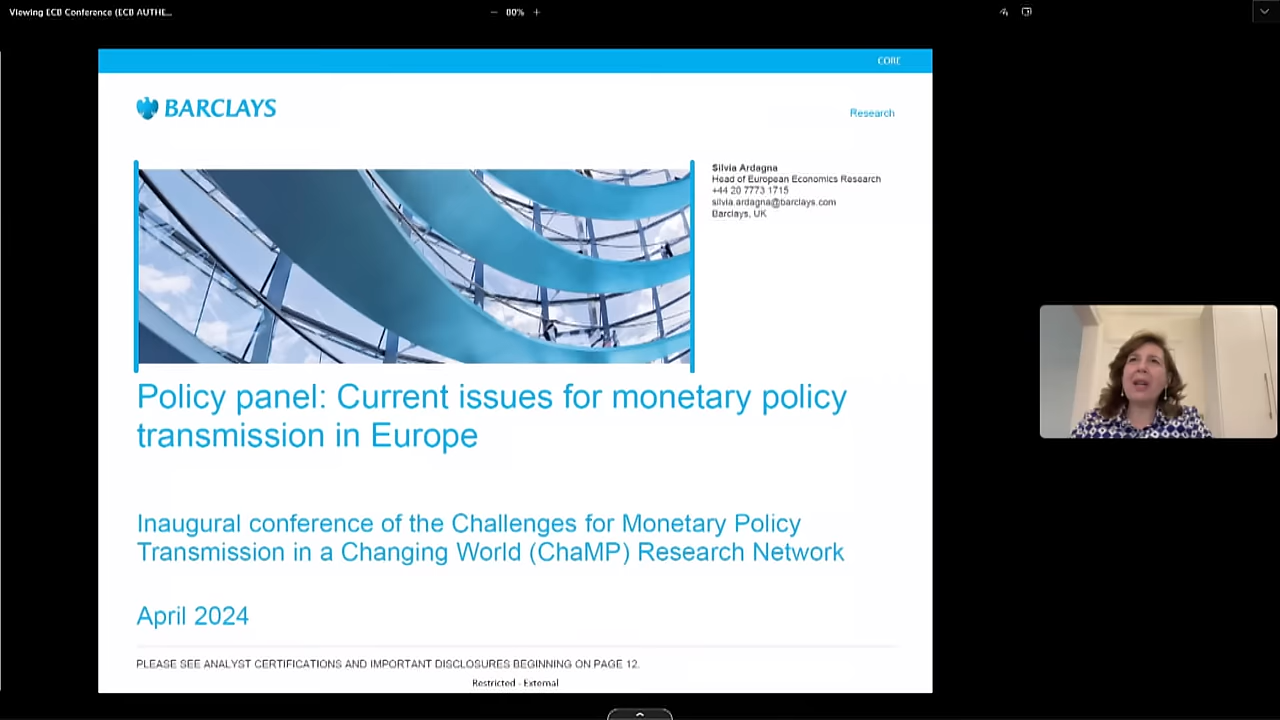 Viewing ECB Conference (ECB AUTHE...
80%
CORE
BARCLAYS
Research
Silvia Ardagna
Head of European Economics Research
+44 20 7773 1715
silvia.ardagna@barclays.com
Barclays, UK
Policy panel: Current issues for monetary policy
transmission in Europe
Inaugural conference of the Challenges for Monetary Policy
Transmission in a Changing World (ChaMP) Research Network
April 2024
PLEASE SEE ANALYST CERTIFICATIONS AND IMPORTANT DISCLOSURES BEGINNING ON PAGE 12.
Restricted - External